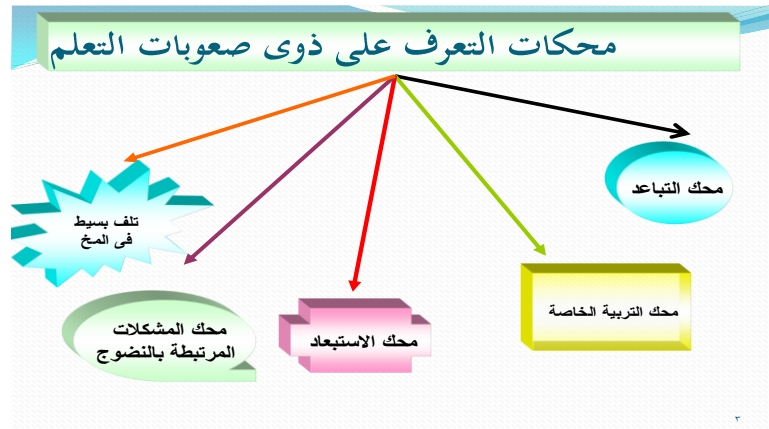 محكات التعرف على ذوى صعوبات التعلم
محك التباعد
محك التربية الخاصة
محك الاستبعاد
محك المشكلات
المرتبطة بالنضوج
تلف بسيط
فى المخ
٣